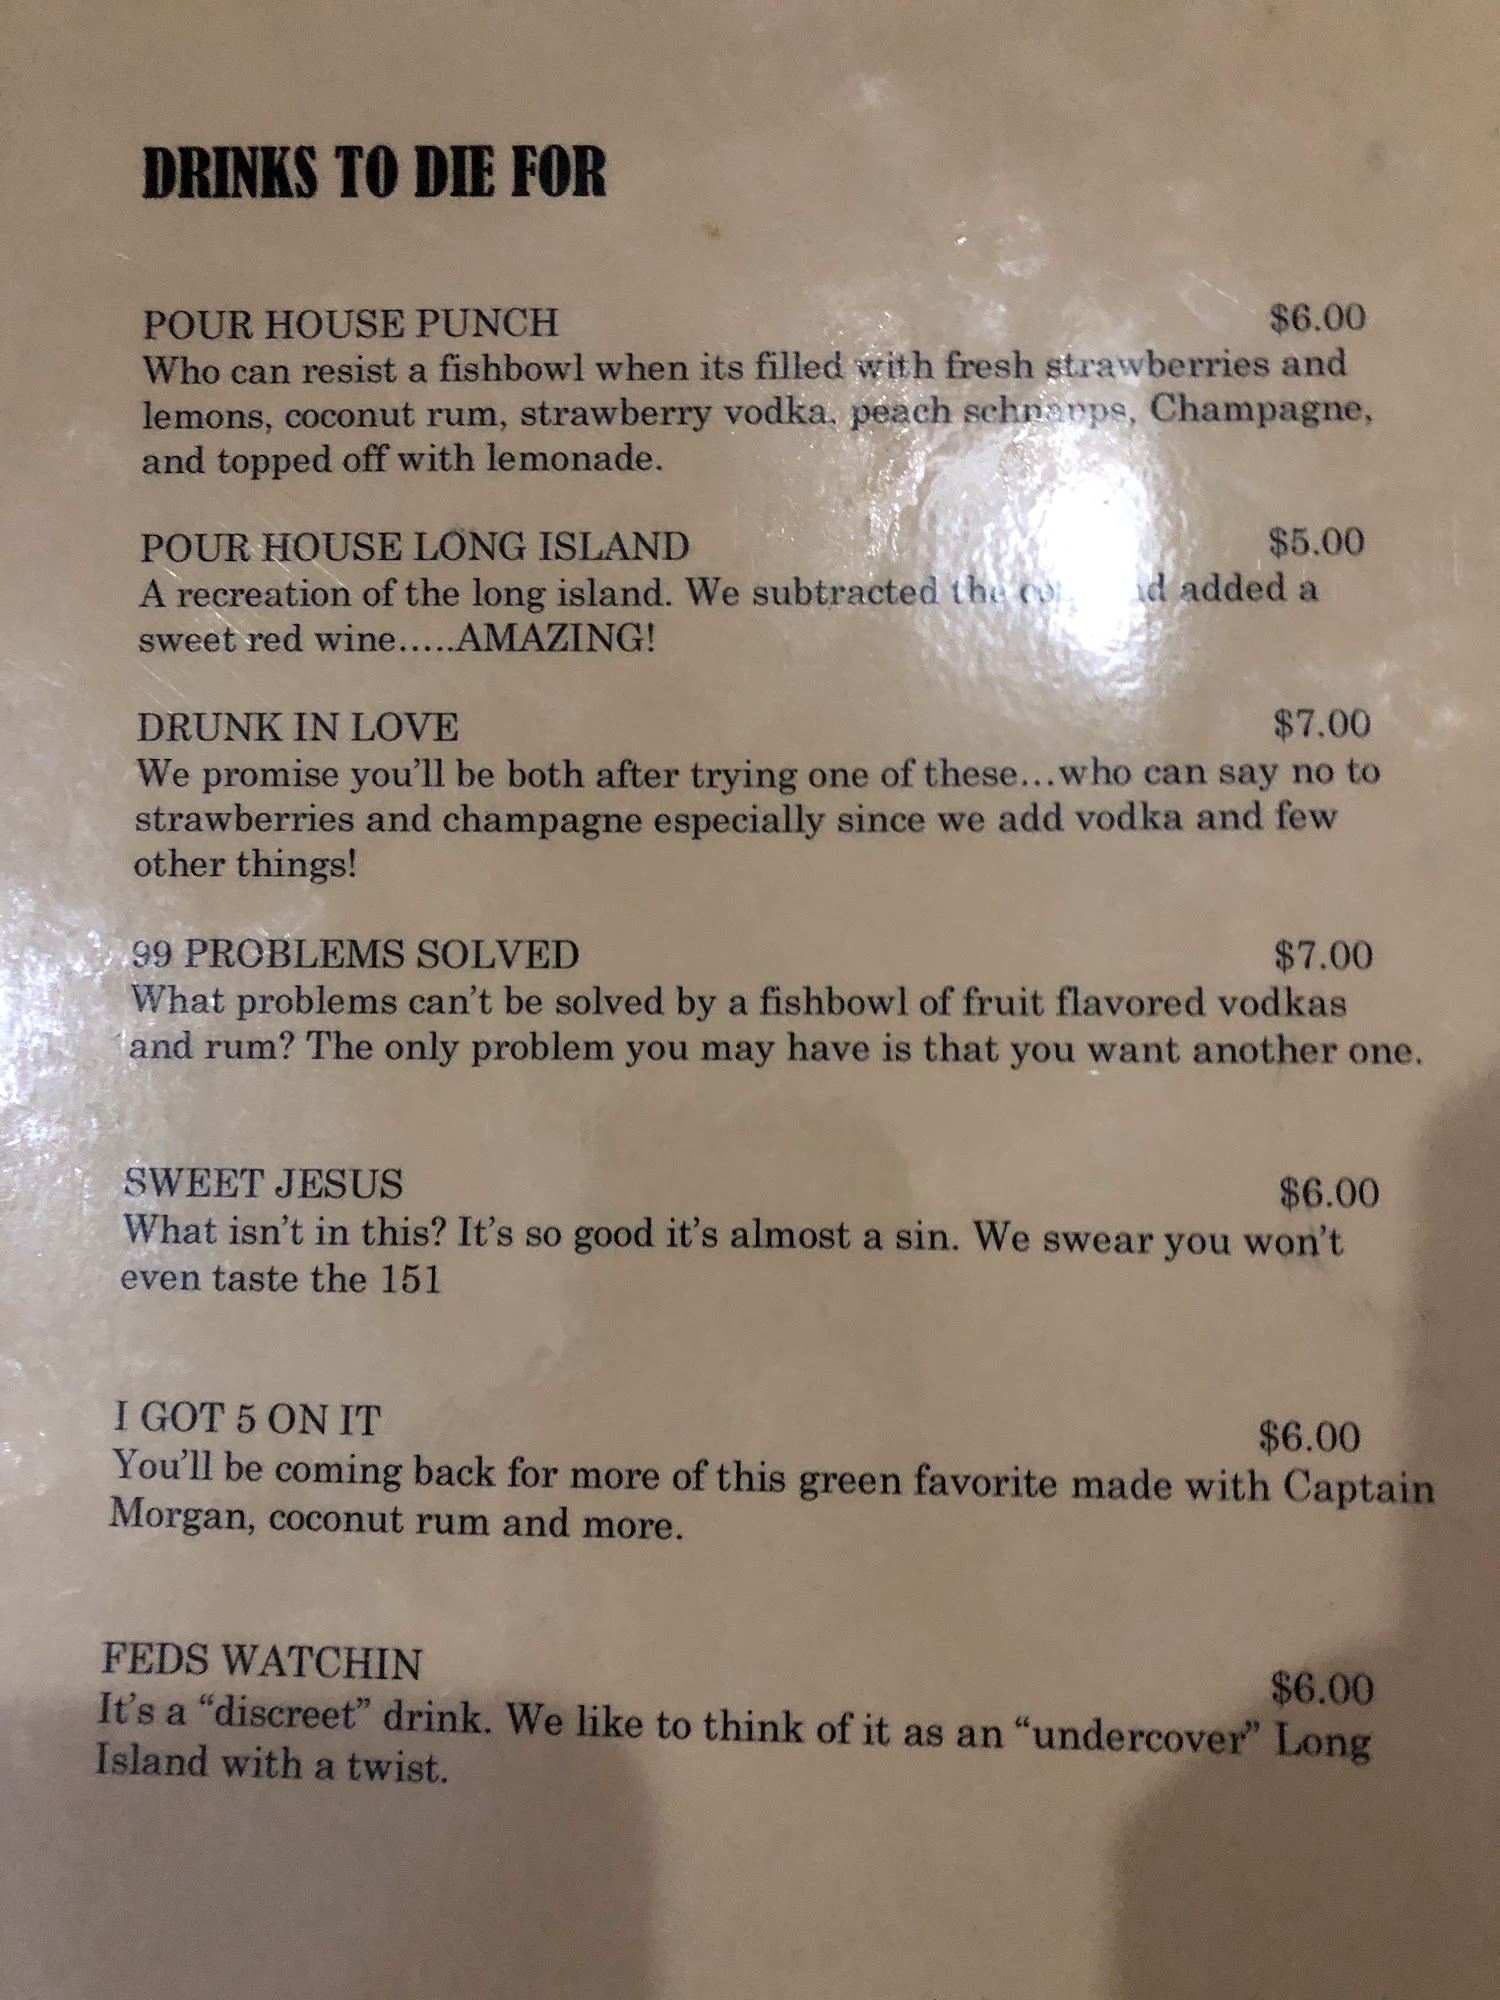 DRINKS TO DIE FOR
POUR HOUSE PUNCH $6.00
Who can resist a fishbowl when its filled with fresh strawberries and
lemons, coconut rum, strawberry vodka, peach schnapps, Champagne,
and topped off with lemonade.
POUR HOUSE LONG ISLAND $5.00
A recreation of the long island. We subtracted the added a
sweet red wine.....AMAZING!
DRUNK IN LOVE $7.00
We promise you'll be both after trying one of these...who can say no to
strawberries and champagne especially since we add vodka and few
other things!
99 PROBLEMS SOLVED $7.00
What problems can't be solved by a fishbowl of fruit flavored vodkas
and rum? The only problem you may have is that you want another one.
SWEET JESUS $6.00
What isn't in this? It's so good it's almost a sin. We swear you won't
even taste the 151
I GOT 5 ON IT $6.00
You'll be coming back for more of this green favorite made with Captain
Morgan, coconut rum and more.
FEDS WATCHIN $6.00
It's a “discreet” drink. We like to think of it as an “undercover” Long
Island with a twist.